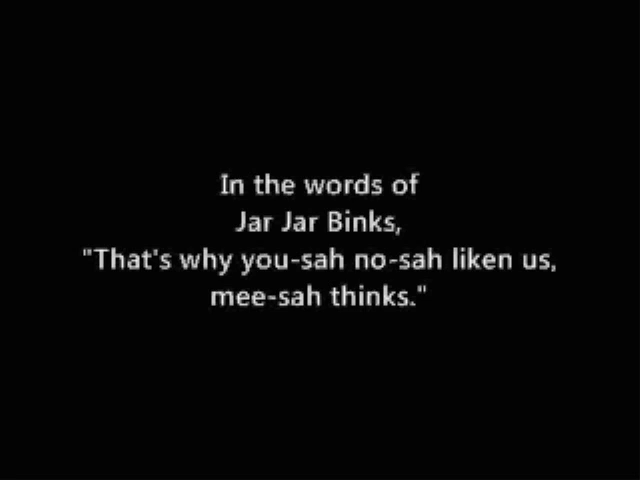 In the words of
Jar Jar Binks,
"That's why you-sah no-sah liken us,
mee-sah thinks."